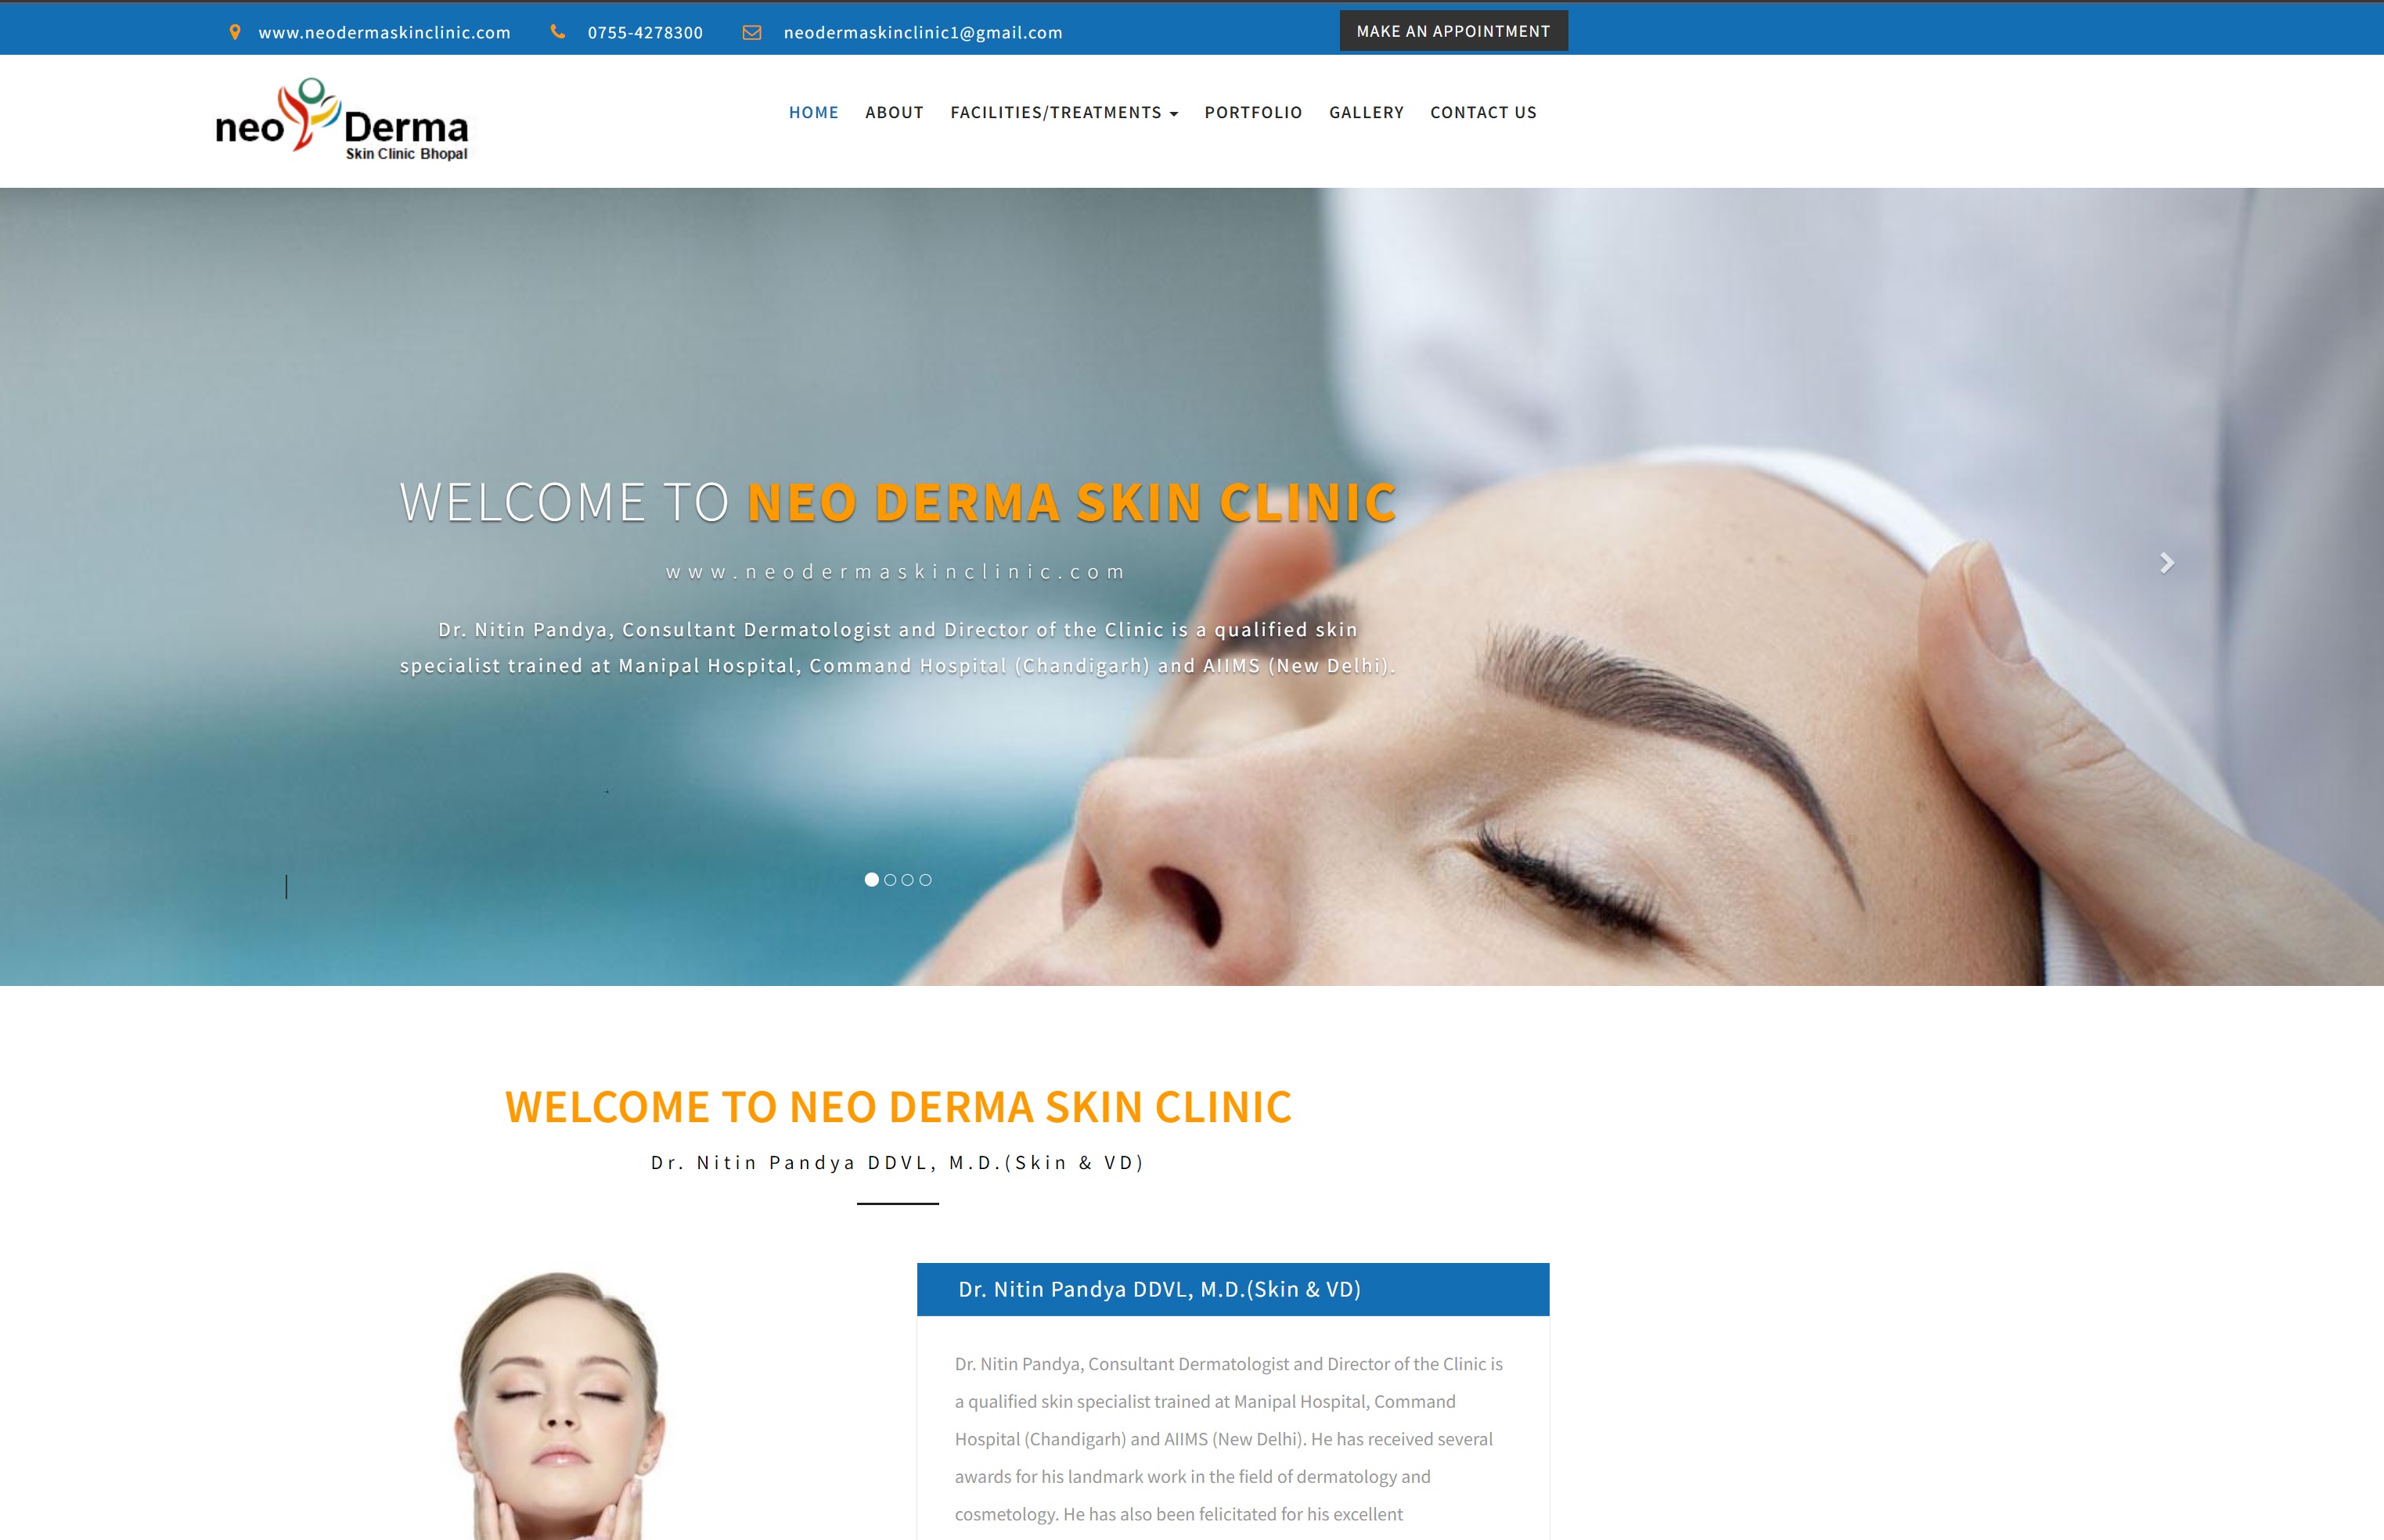 www.neodermaskinclinic.com 0755-4278300 neodermaskinclinic1@gmail.com MAKE AN APPOINTMENT
neo Derma
Skin Clinic Bhopal
HOME ABOUT FACILITIES/TREATMENTS PORTFOLIO GALLERY CONTACT US
WELCOME TO NEO DERMA SKIN CLINIC
www.neodermaskinclinic.com
Dr. Nitin Pandya, Consultant Dermatologist and Director of the Clinic is a qualified skin
specialist trained at Manipal Hospital, Command Hospital (Chandigarh) and AIIMS (New Delhi).
WELCOME TO NEO DERMA SKIN CLINIC
Dr. Nitin Pandya DDVL, M.D.(Skin & VD)
Dr. Nitin Pandya DDVL, M.D.(Skin & VD)
Dr. Nitin Pandya, Consultant Dermatologist and Director of the Clinic is
a qualified skin specialist trained at Manipal Hospital, Command
Hospital (Chandigarh) and AIIMS (New Delhi). He has received several
awards for his landmark work in the field of dermatology and
cosmetology. He has also been felicitated for his excellent